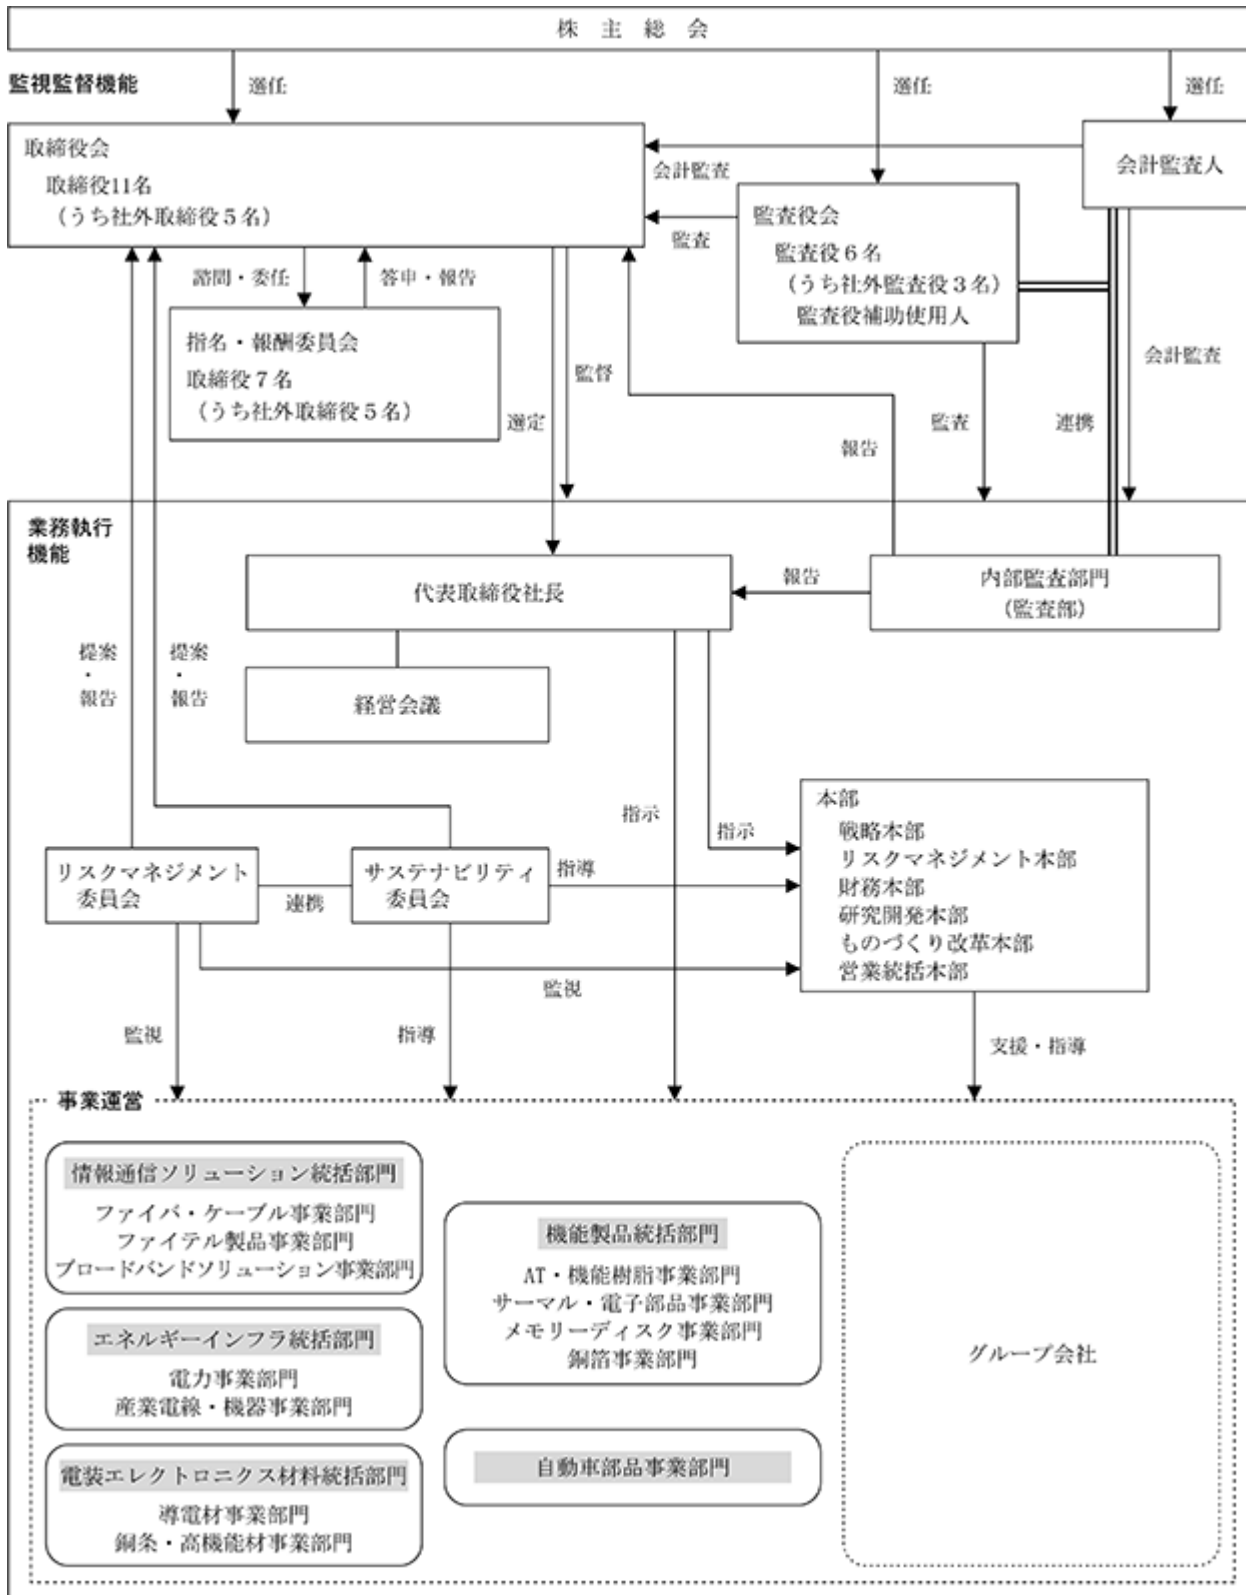 株 主 総 会
監視監督機能
選任
選任
選任
取締役会
取締役11名
（うち社外取締役５名）
会計監査
会計監査人
監査
監査役会
監査役６名
（うち社外監査役３名）
監査役補助使用人
諮問・委任
答申・報告
指名・報酬委員会
取締役７名
（うち社外取締役５名）
選定
監督
報告
監査
連携
会計監査
業務執行
機能
代表取締役社長
報告
内部監査部門
（監査部）
経営会議
提案
・
報告
提案
・
報告
指示
指示
本部
戦略本部
リスクマネジメント本部
財務本部
研究開発本部
ものづくり改革本部
営業統括本部
リスクマネジメント
委員会
連携
サステナビリティ
委員会
指導
監視
監視
指導
支援・指導
事業運営
情報通信ソリューション統括部門
ファイバ・ケーブル事業部門
ファイテル製品事業部門
ブロードバンドソリューション事業部門
エネルギーインフラ統括部門
電力事業部門
産業電線・機器事業部門
電装エレクトロニクス材料統括部門
導電材事業部門
銅条・高機能材事業部門
機能製品統括部門
AT・機能樹脂事業部門
サーマル・電子部品事業部門
メモリーディスク事業部門
銅箔事業部門
自動車部品事業部門
グループ会社